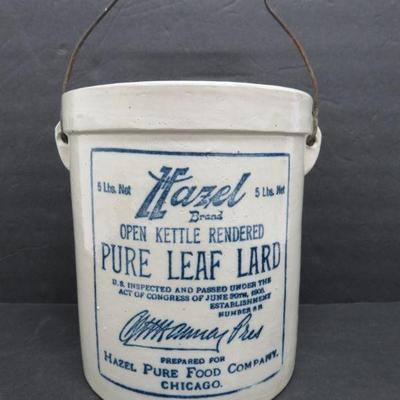 5 Lbs. Net Hazel 5 Lbs. Net
Brand
OPEN KETTLE RENDERED
PURE LEAF LARD
U.S. INSPECTED AND PASSED UNDER THE
ACT OF CONGRESS OF JUNE 30TH, 1906.
ESTABLISHMENT
NUMBER
Pres
PREPARED FOR
HAZEL PURE FOOD COMPANY.
CHICAGO.